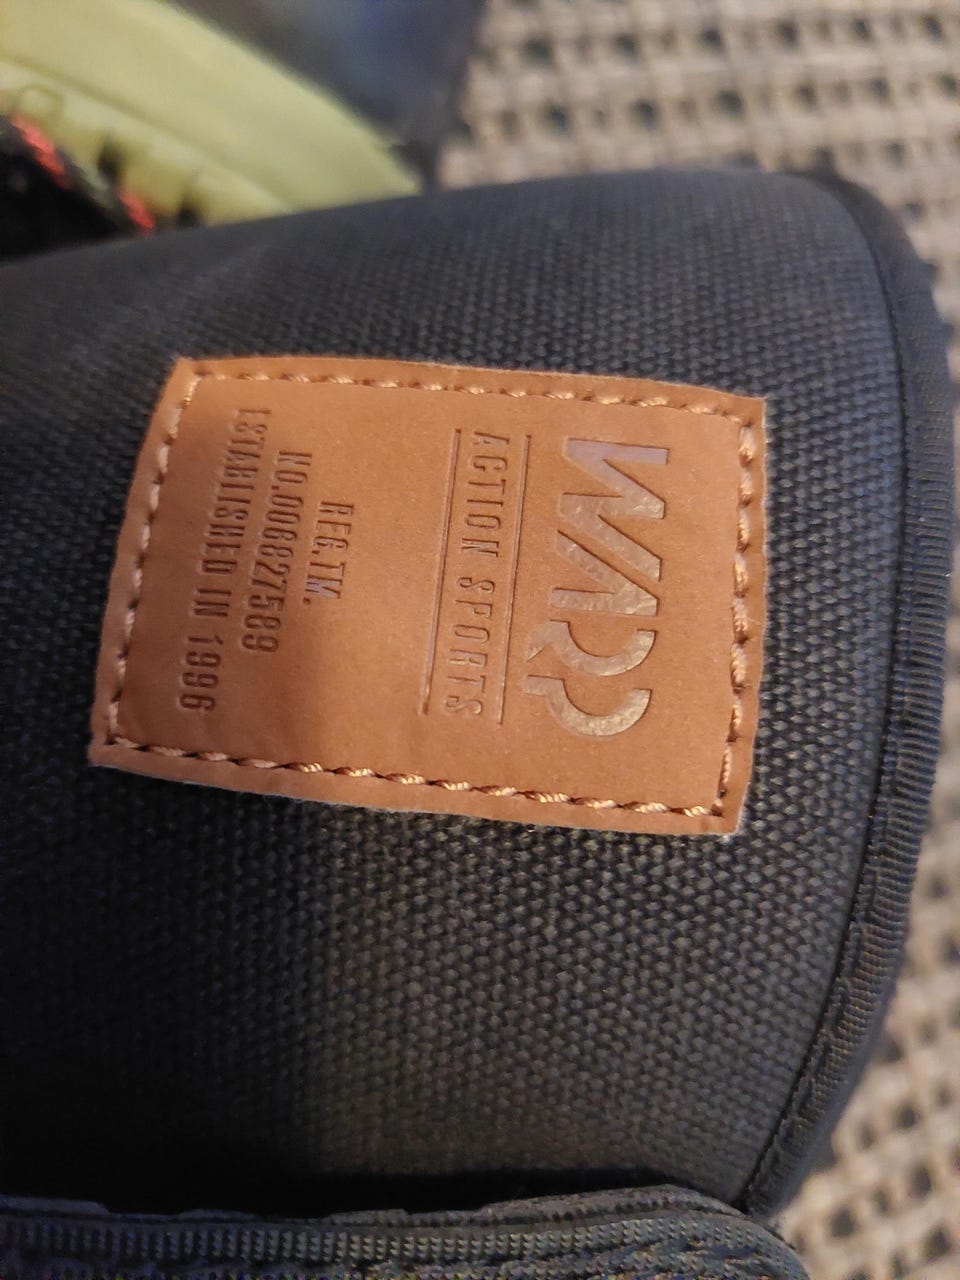 WARP
ACTION SPORTS
REG.TM.
NO.006827589
ESTABLISHED IN 1996